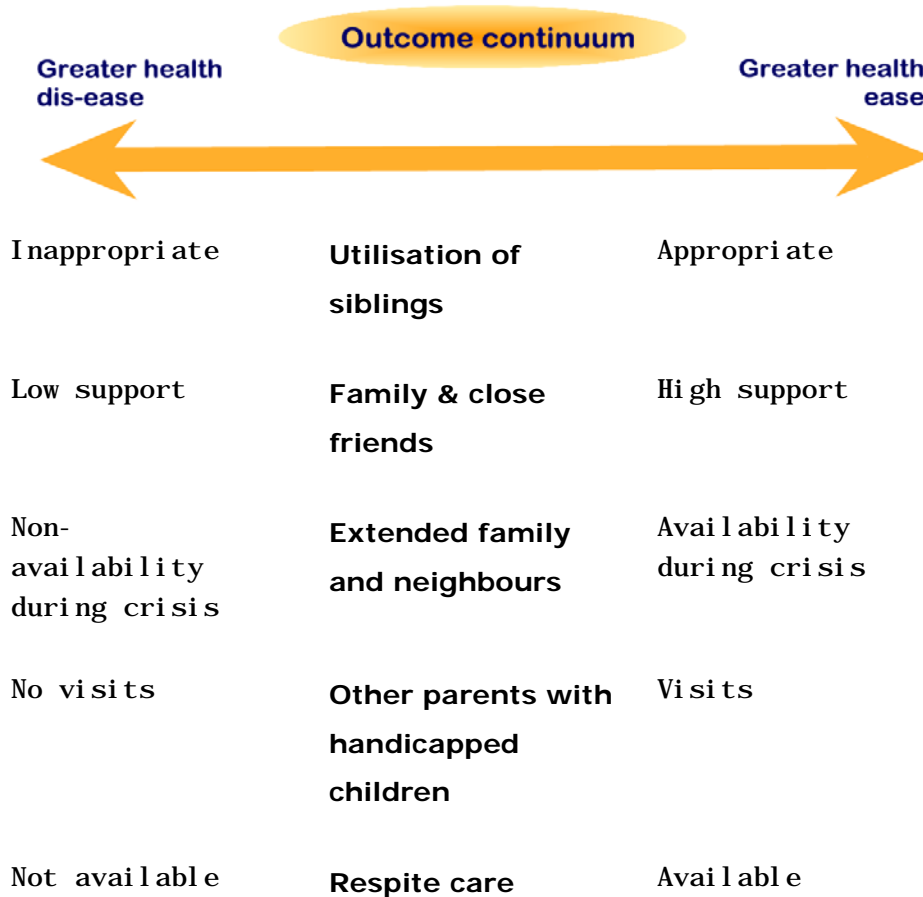 Outcome continuum
Greater health
dis-ease
Greater health
ease
Inappropriate
Utilisation of
siblings
Appropriate
Low support
Family & close
friends
High support
Non-
availability
during crisis
Extended family
and neighbours
Availability
during crisis
No visits
Other parents with
handicapped
children
Visits
Not available
Respite care
Available